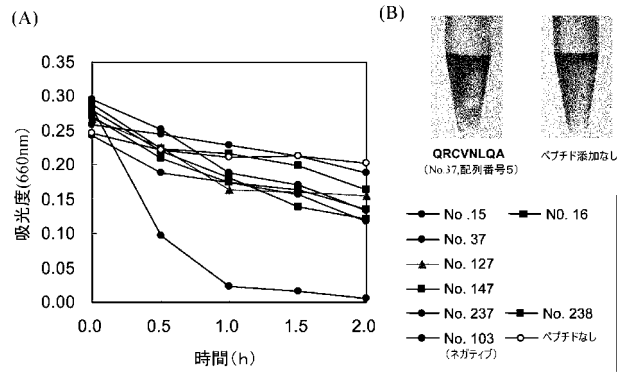 (A)
吸光度(660nm)
0.35
0.30
0.25
0.20
0.15
0.10
0.05
0.00
0.0 0.5 1.0 1.5 2.0
時間(h)
(B)
QRCVNLQA
(No.37,配列番号5)
ペプチド添加なし
No .15
NO. 16
No. 37
No. 127
No. 147
No. 237
No. 238
No. 103
(ネガティブ)
ペプチドなし